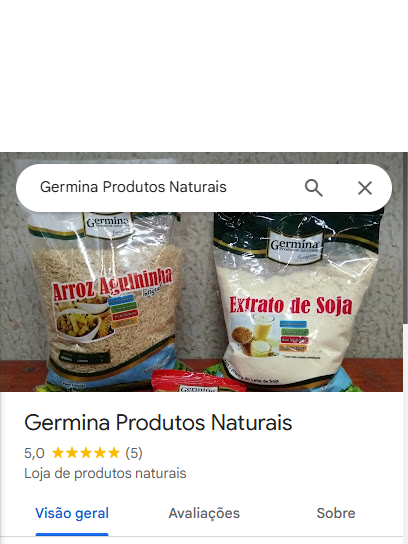 Germina Produtos Naturais
Germina
Arroz Agulhinha
Integral
Germina
Extrato de Soja
Germina
Germina Produtos Naturais
5,0 ★★★★★ (5)
Loja de produtos naturais
Visão geral Avaliações Sobre